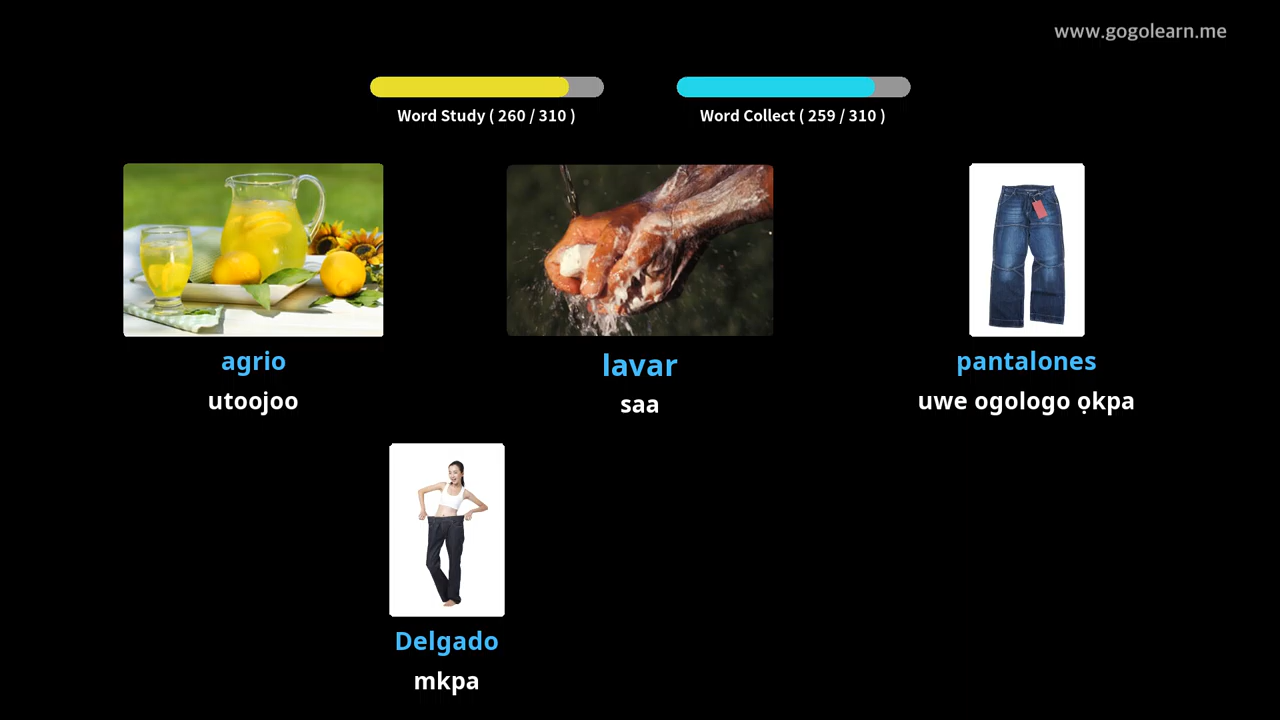 www.gogolearn.me
Word Study ( 260 / 310 )
Word Collect ( 259 / 310 )
agrio
utoojoo
lavar
saa
pantalones
uwe ogologo ọkpa
Delgado
mkpa